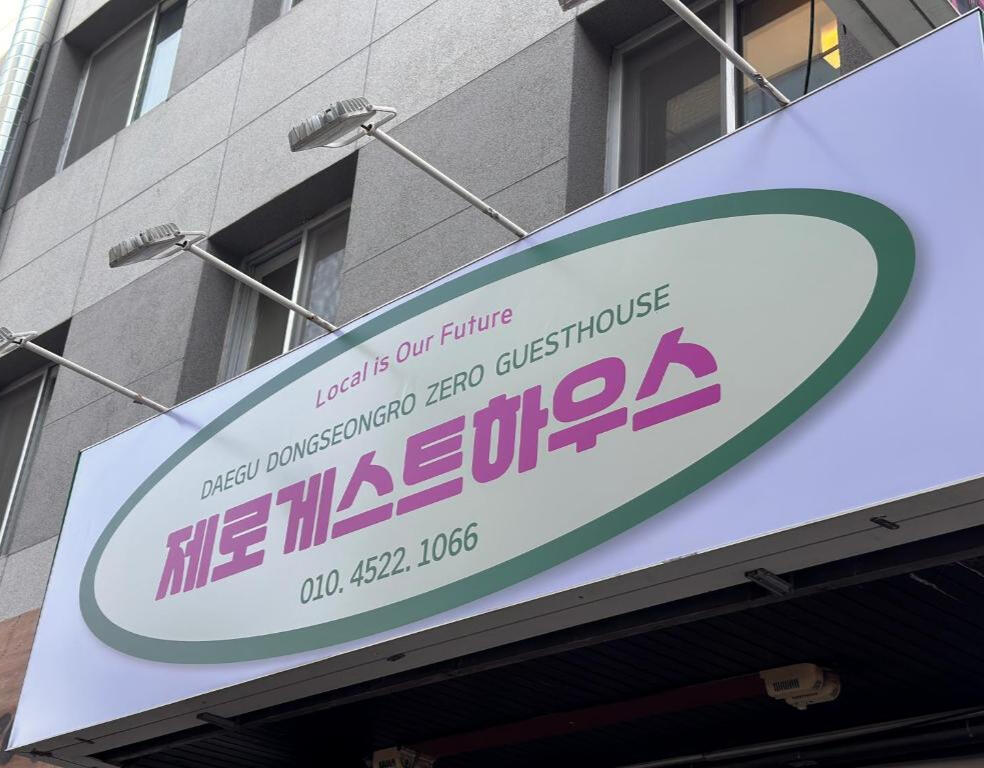 Local is Our Future
DAEGU DONGSEONGRO ZERO GUESTHOUSE
제로게스트하우스
010. 4522. 1066